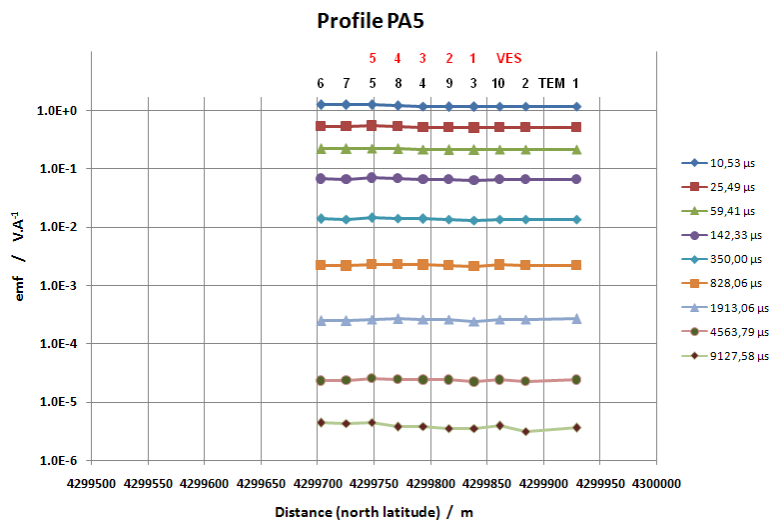 Profile PA5
5 4 3 2 1 VES
6 7 5 8 4 9 3 10 2 TEM 1
1.0E+0
1.0E-1
1.0E-2
1.0E-3
1.0E-4
1.0E-5
1.0E-6
emf / V.A-1
4299500 4299550 4299600 4299650 4299700 4299750 4299800 4299850 4299900 4299950 4300000
Distance (north latitude) / m
10,53 µs
25,49 µs
59,41 µs
142,33 µs
350,00 µs
828,06 µs
1913,06 µs
4563,79 µs
9127,58 µs